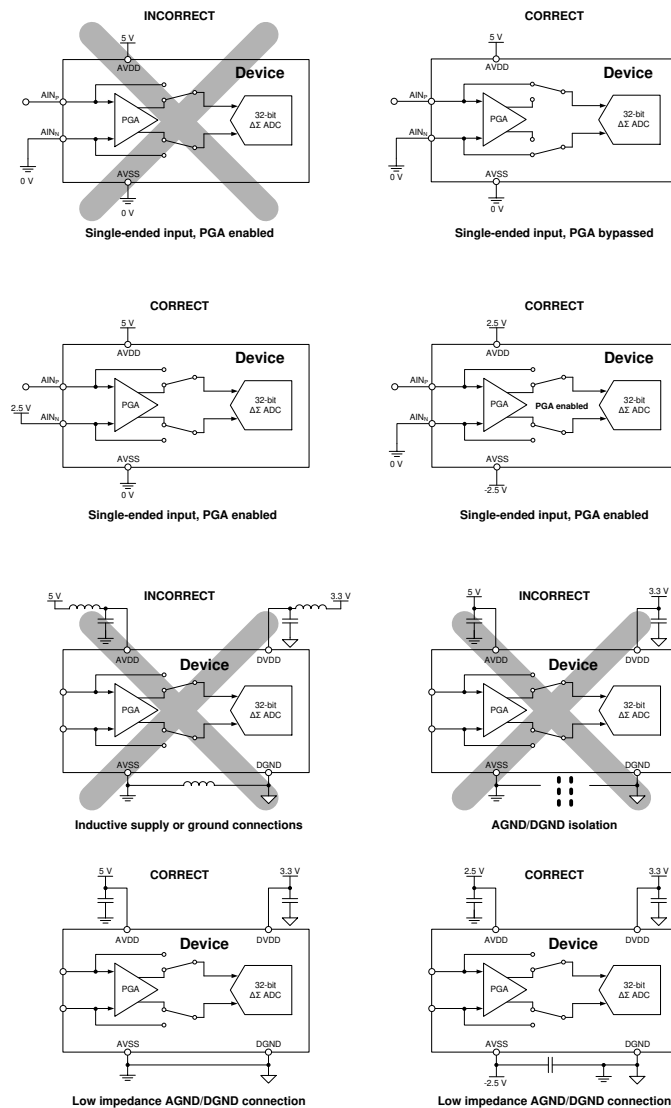 INCORRECT
5 V
AVDD
Device
AINP
PGA
32-bit
ΔΣ ADC
AINN
0 V
AVSS
0 V
Single-ended input, PGA enabled
CORRECT
5 V
AVDD
Device
AINP
PGA
32-bit
ΔΣ ADC
AINN
0 V
AVSS
0 V
Single-ended input, PGA bypassed
CORRECT
5 V
AVDD
Device
AINP
PGA
32-bit
ΔΣ ADC
2.5 V
AINN
AVSS
0 V
Single-ended input, PGA enabled
CORRECT
2.5 V
AVDD
Device
AINP
PGA
PGA enabled
32-bit
ΔΣ ADC
AINN
0 V
AVSS
-2.5 V
Single-ended input, PGA enabled
INCORRECT
5 V
3.3 V
AVDD
DVDD
Device
PGA
32-bit
ΔΣ ADC
AVSS
DGND
Inductive supply or ground connections
INCORRECT
5 V
3.3 V
AVDD
DVDD
Device
PGA
32-bit
ΔΣ ADC
AVSS
DGND
AGND/DGND isolation
CORRECT
5 V
3.3 V
AVDD
DVDD
Device
PGA
32-bit
ΔΣ ADC
AVSS
DGND
Low impedance AGND/DGND connection
CORRECT
2.5 V
3.3 V
AVDD
DVDD
Device
PGA
32-bit
ΔΣ ADC
AVSS
DGND
-2.5 V
Low impedance AGND/DGND connection